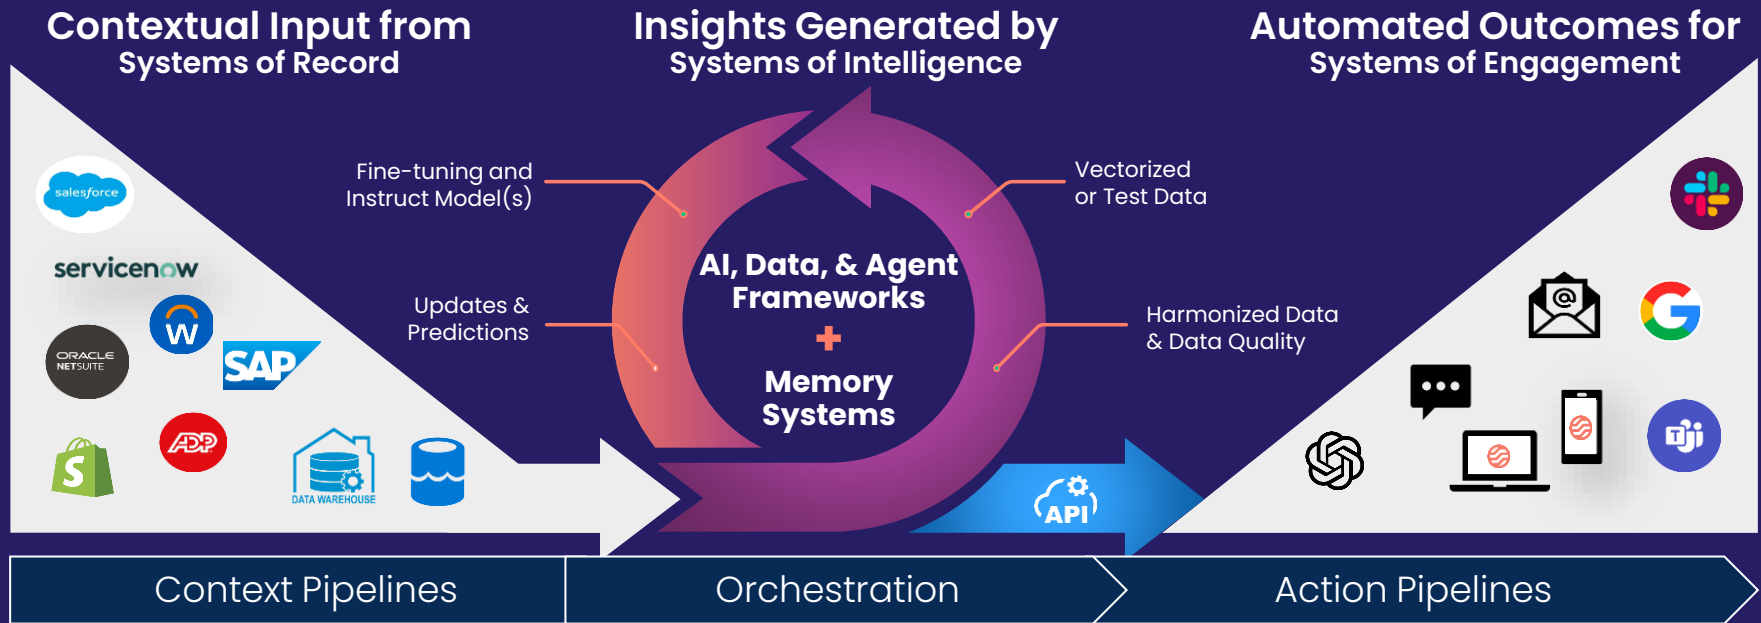 Contextual Input from
Systems of Record
Insights Generated by
Systems of Intelligence
Automated Outcomes for
Systems of Engagement
salesforce
servicenow
W
ORACLE
NETSUITE
SAP
ADP
S
DATA WAREHOUSE
Fine-tuning and
Instruct Model(s)
Updates &
Predictions
AI, Data, & Agent
Frameworks
+
Memory
Systems
Vectorized
or Test Data
Harmonized Data
& Data Quality
API
@
G
T
Context Pipelines
Orchestration
Action Pipelines